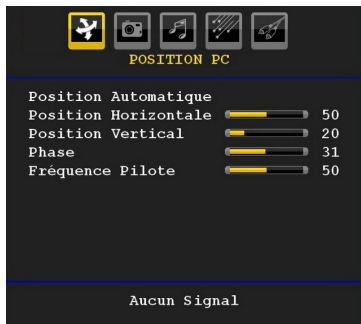 POSITION PC
Position Automatique
Position Horizontale 50
Position Vertical 20
Phase 31
Fréquence Pilote 50
Aucun Signal